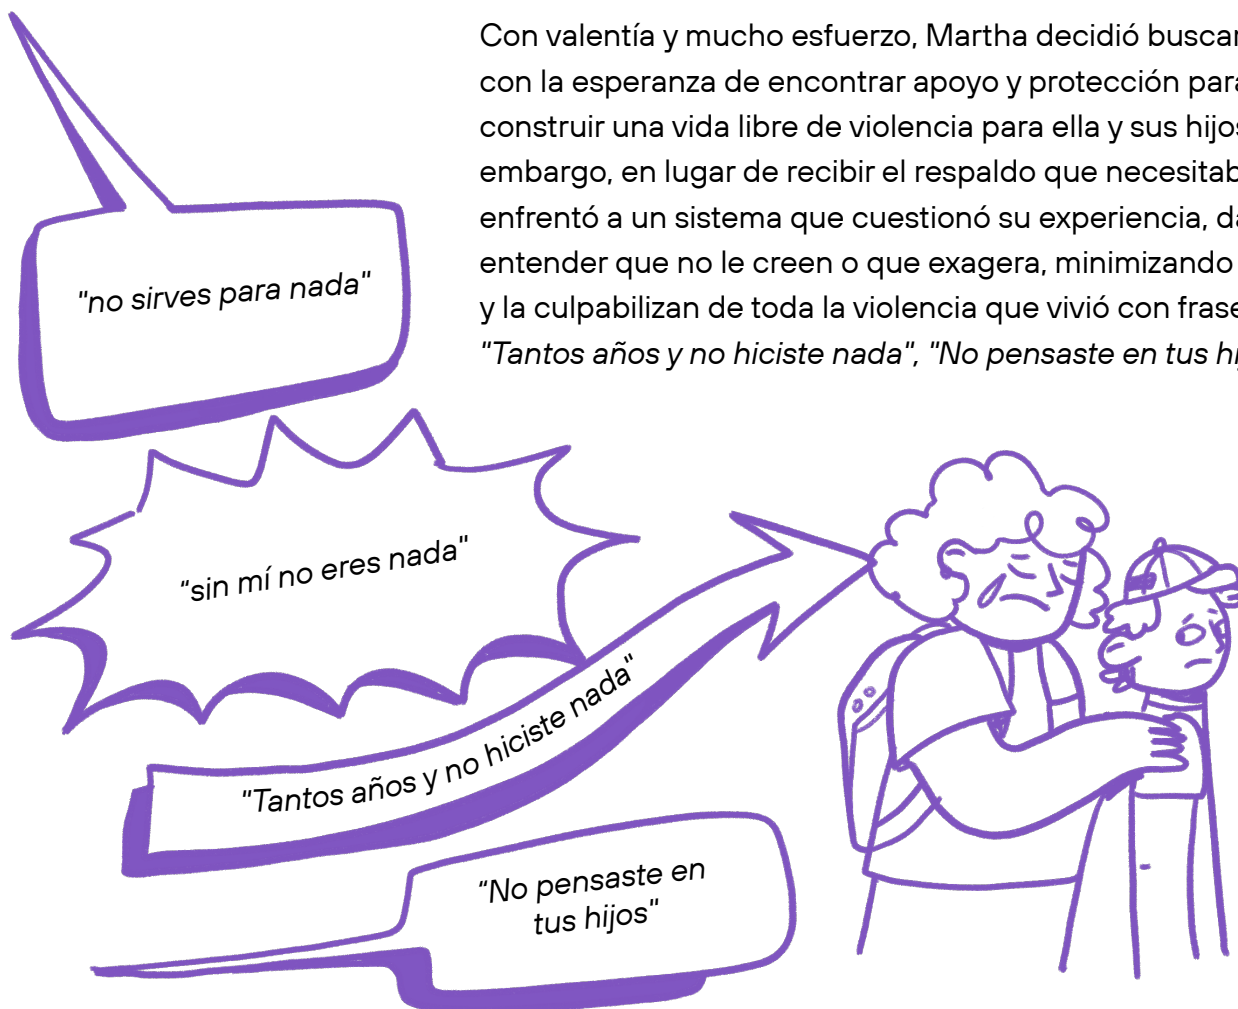 Con valentía y mucho esfuerzo, Martha decidió buscar
con la esperanza de encontrar apoyo y protección para
construir una vida libre de violencia para ella y sus hijos
embargo, en lugar de recibir el respaldo que
enfrentó a un sistema que cuestionó su experiencia,
entender que no le creen o que exagera, minimizando
y la culpabilizan de toda la violencia que vivió con
"Tantos años y no hiciste nada", "No pensaste en tus
"no sirves para nada"
"sin mí no eres nada"
"Tantos años y no hiciste nada"
"No pensaste en
tus hijos"